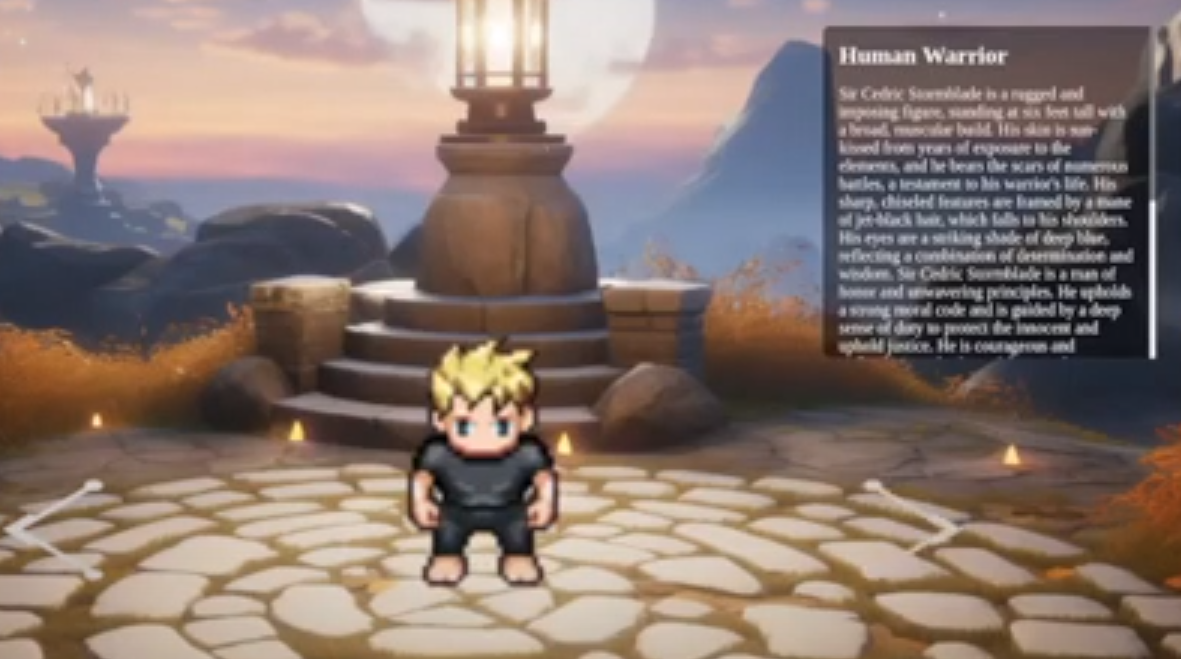 Human Warrior
Sir Cedric Stormblade is a rugged and
imposing figure, standing at six feet tall with
a broad, muscular build. His skin is sun-
kissed from years of exposure to the
elements, and he bears the scars of numerous
battles, a testament to his warrior's life. His
sharp, chiseled features are framed by a mane
of jet-black hair, which falls to his shoulders.
His eyes are a striking shade of deep blue,
reflecting a combination of determination and
wisdom. Sir Cedric Stormblade is a man of
honor and unwavering principles. He upholds
a strong moral code and is guided by a deep
sense of duty to protect the innocent and
uphold justice. He is courageous and